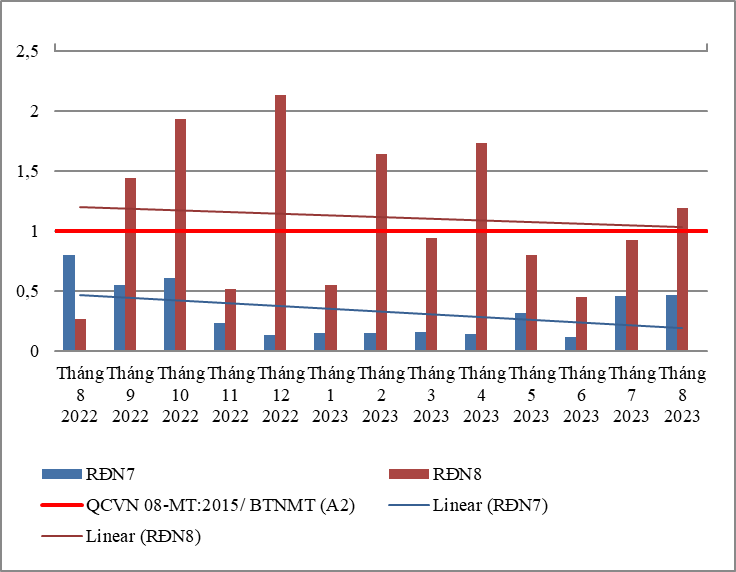 2,5
2
1,5
1
0,5
0
Tháng Tháng Tháng Tháng Tháng Tháng Tháng Tháng Tháng Tháng Tháng Tháng Tháng
8 9 10 11 12 1 2 3 4 5 6 7 8
2022 2022 2022 2022 2022 2023 2023 2023 2023 2023 2023 2023 2023
RĐN7 RĐN8
QCVN 08-MT:2015/ BTNMT (A2) Linear (RĐN7)
Linear (RĐN8)